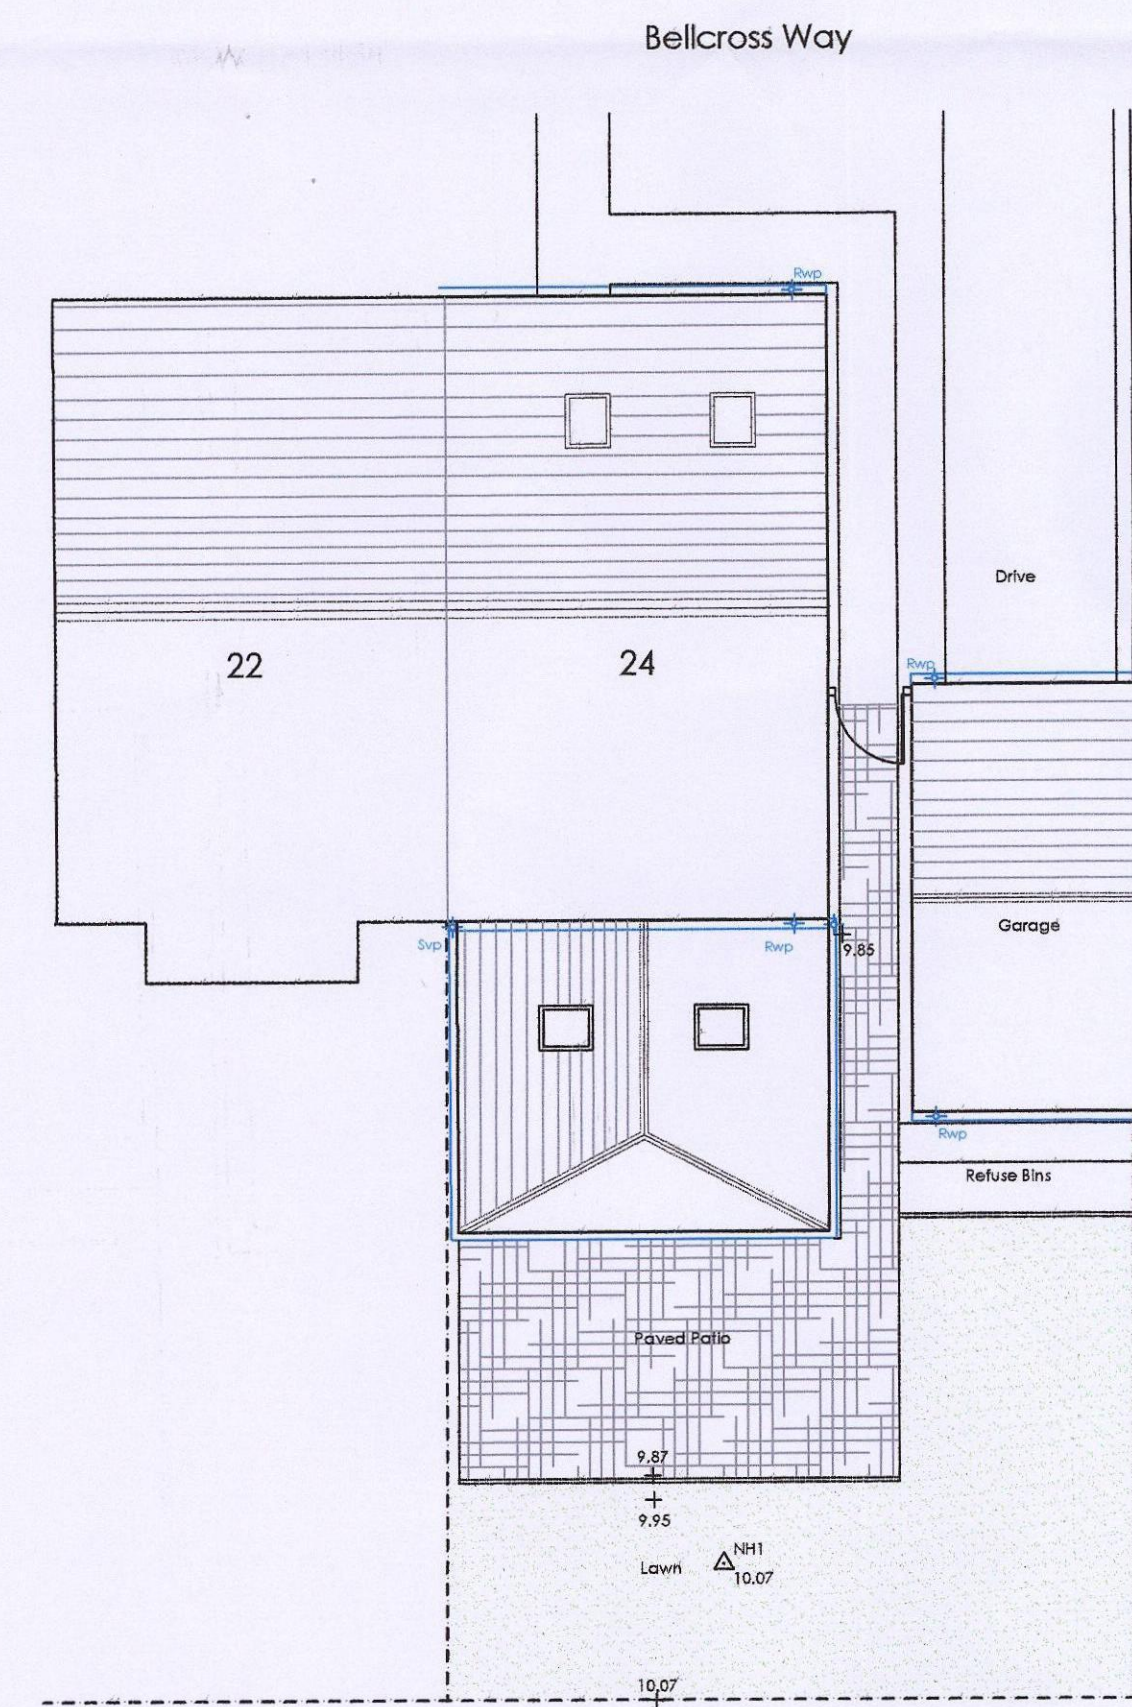 Bellcross Way
Rwp
Drive
22
24
Rwp
Garage
Svp
Rwp
9.85
Rwp
Refuse Bins
Paved Patio
9.87
9.95
NH1
Lawn
10.07
10.07